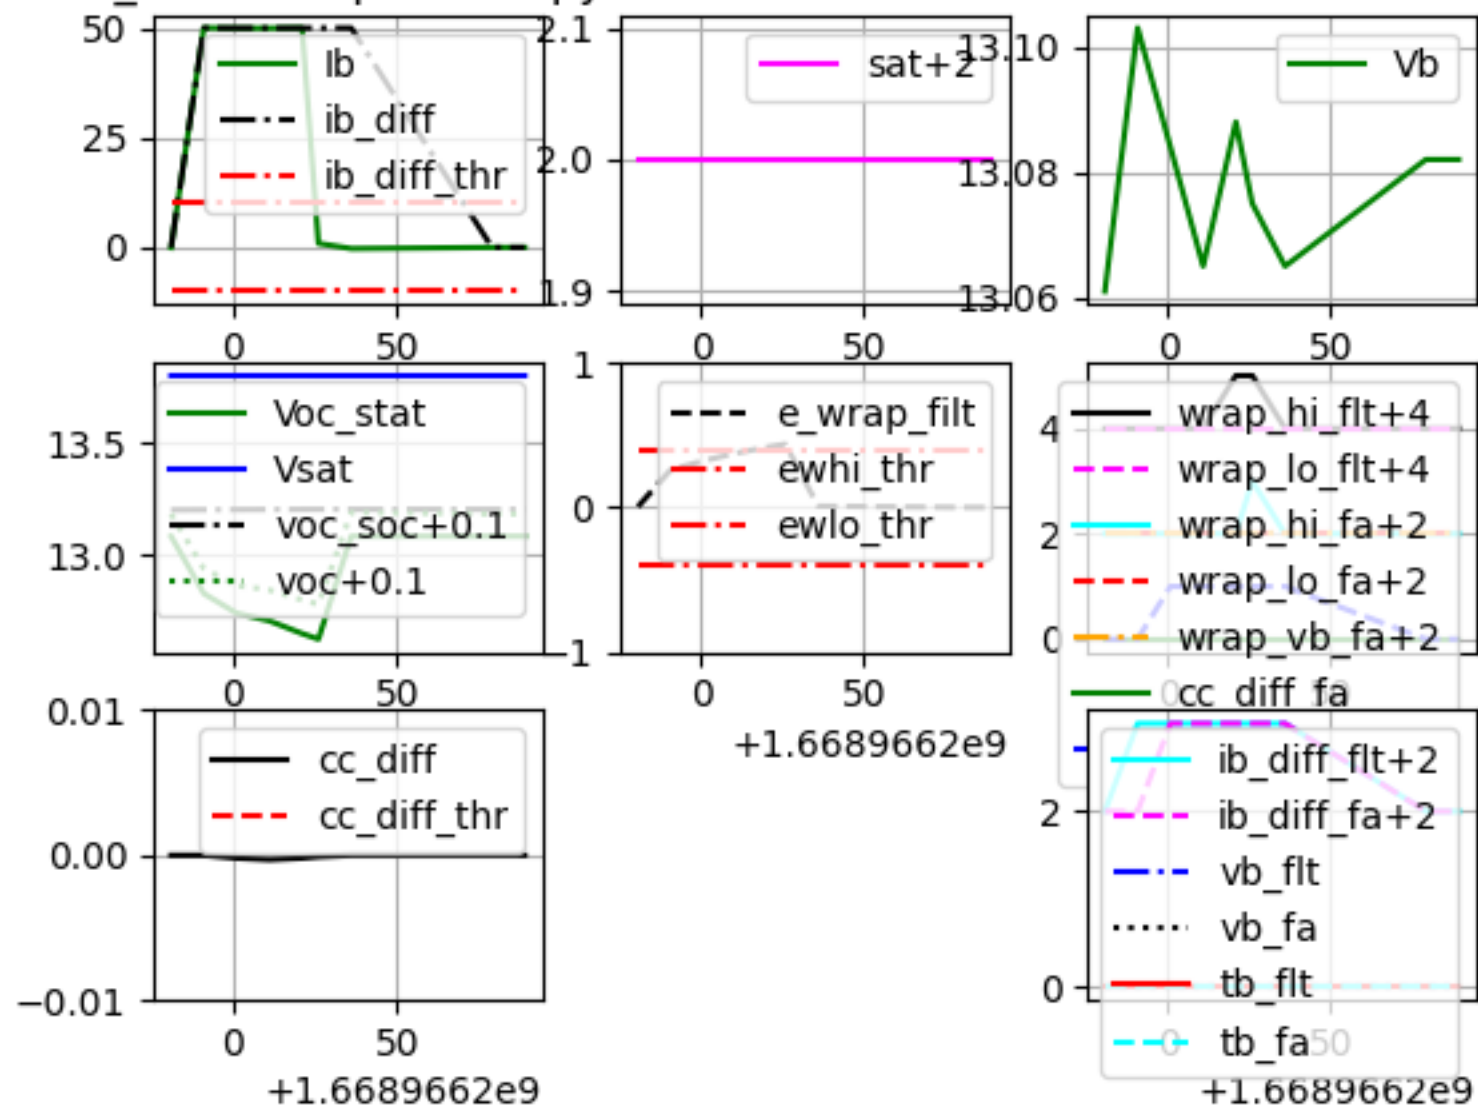 50
25
0
Ib
ib_diff
ib_diff_thr
0
50
2.1
2.0
1.9
sat+2
0
50
13.10
13.08
13.06
Vb
0
50
13.5
13.0
Voc_stat
Vsat
voc_soc+0.1
voc+0.1
0
50
1
0
−1
e_wrap_filt
ewhi_thr
ewlo_thr
0
50
+1.6689662e9
4
2
0
wrap_hi_flt+4
wrap_lo_flt+4
wrap_hi_fa+2
wrap_lo_fa+2
wrap_vb_fa+2
cc_diff_fa
0
0.01
0.00
−0.01
cc_diff
cc_diff_thr
0
50
+1.6689662e9
2
0
ib_diff_flt+2
ib_diff_fa+2
vb_flt
vb_fa
tb_flt
tb_fa
0
50
+1.6689662e9